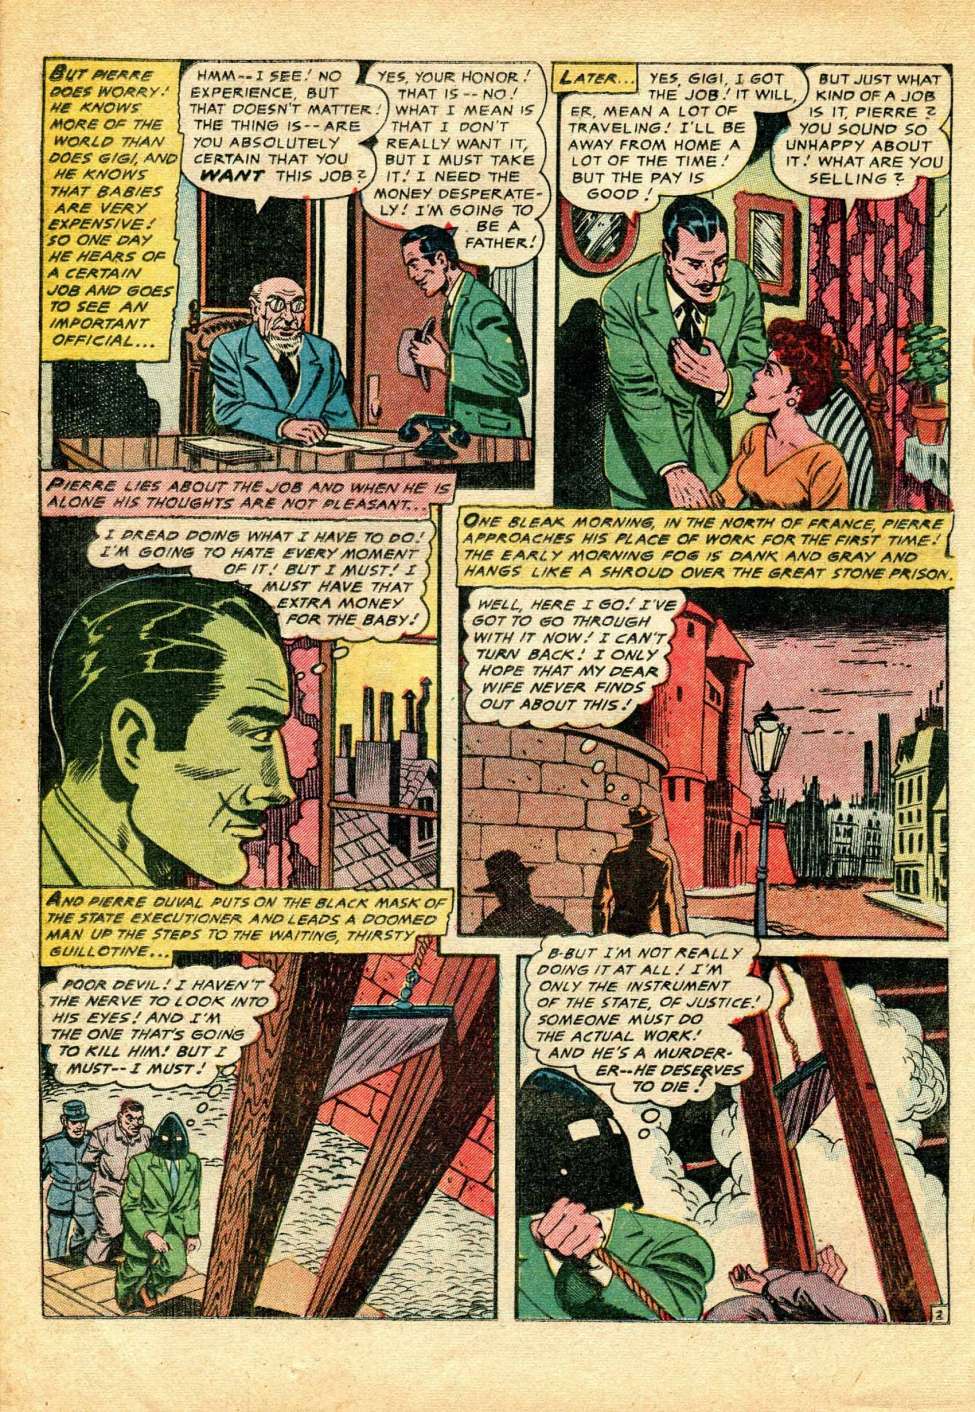 BUT PIERRE
DOES WORRY!
HE KNOWS
MORE OF THE
WORLD THAN
DOES GIGI, AND
HE KNOWS
THAT BABIES
ARE VERY
EXPENSIVE!
SO ONE DAY
HE HEARS OF
A CERTAIN
JOB AND GOES
TO SEE AN
IMPORTANT
OFFICIAL...
HMM--I SEE! NO
EXPERIENCE, BUT
THAT DOESN'T MATTER!
THE THING IS--ARE
YOU ABSOLUTELY
CERTAIN THAT YOU
WANT THIS JOB?
YES, YOUR HONOR!
THAT IS--NO!
WHAT I MEAN IS
THAT I DON'T
REALLY WANT IT,
BUT I MUST TAKE
IT! I NEED THE
MONEY DESPERATE-
LY! I'M GOING TO
BE A
FATHER!
LATER...
YES, GIGI, I GOT
THE JOB! IT WILL,
ER, MEAN A LOT OF
TRAVELING! I'LL BE
AWAY FROM HOME A
LOT OF THE TIME!
BUT THE PAY IS
GOOD!
BUT JUST WHAT
KIND OF A JOB
IS IT, PIERRE?
YOU SOUND SO
UNHAPPY ABOUT
IT! WHAT ARE YOU
SELLING?
PIERRE LIES ABOUT THE JOB AND WHEN HE IS
ALONE HIS THOUGHTS ARE NOT PLEASANT...
I DREAD DOING WHAT I HAVE TO DO!
I'M GOING TO HATE EVERY MOMENT
OF IT! BUT I MUST! I
MUST HAVE THAT
EXTRA MONEY
FOR THE BABY!
ONE BLEAK MORNING, IN THE NORTH OF FRANCE, PIERRE
APPROACHES HIS PLACE OF WORK FOR THE FIRST TIME!
THE EARLY MORNING FOG IS DANK AND GRAY AND
HANGS LIKE A SHROUD OVER THE GREAT STONE PRISON.
WELL, HERE I GO! I'VE
GOT TO GO THROUGH
WITH IT NOW! I CAN'T
TURN BACK! I ONLY
HOPE THAT MY DEAR
WIFE NEVER FINDS
OUT ABOUT THIS!
AND PIERRE DUVAL PUTS ON THE BLACK MASK OF
THE STATE EXECUTIONER AND LEADS A DOOMED
MAN UP THE STEPS TO THE WAITING, THIRSTY
GUILLOTINE...
POOR DEVIL! I HAVEN'T
THE NERVE TO LOOK INTO
HIS EYES! AND I'M
THE ONE THAT'S GOING
TO KILL HIM! BUT I
MUST--I MUST!
B-BUT I'M NOT REALLY
DOING IT AT ALL! I'M
ONLY THE INSTRUMENT
OF THE STATE, OF JUSTICE!
SOMEONE MUST DO
THE ACTUAL WORK!
AND HE'S A MURDER-
ER--HE DESERVES
TO DIE!
2